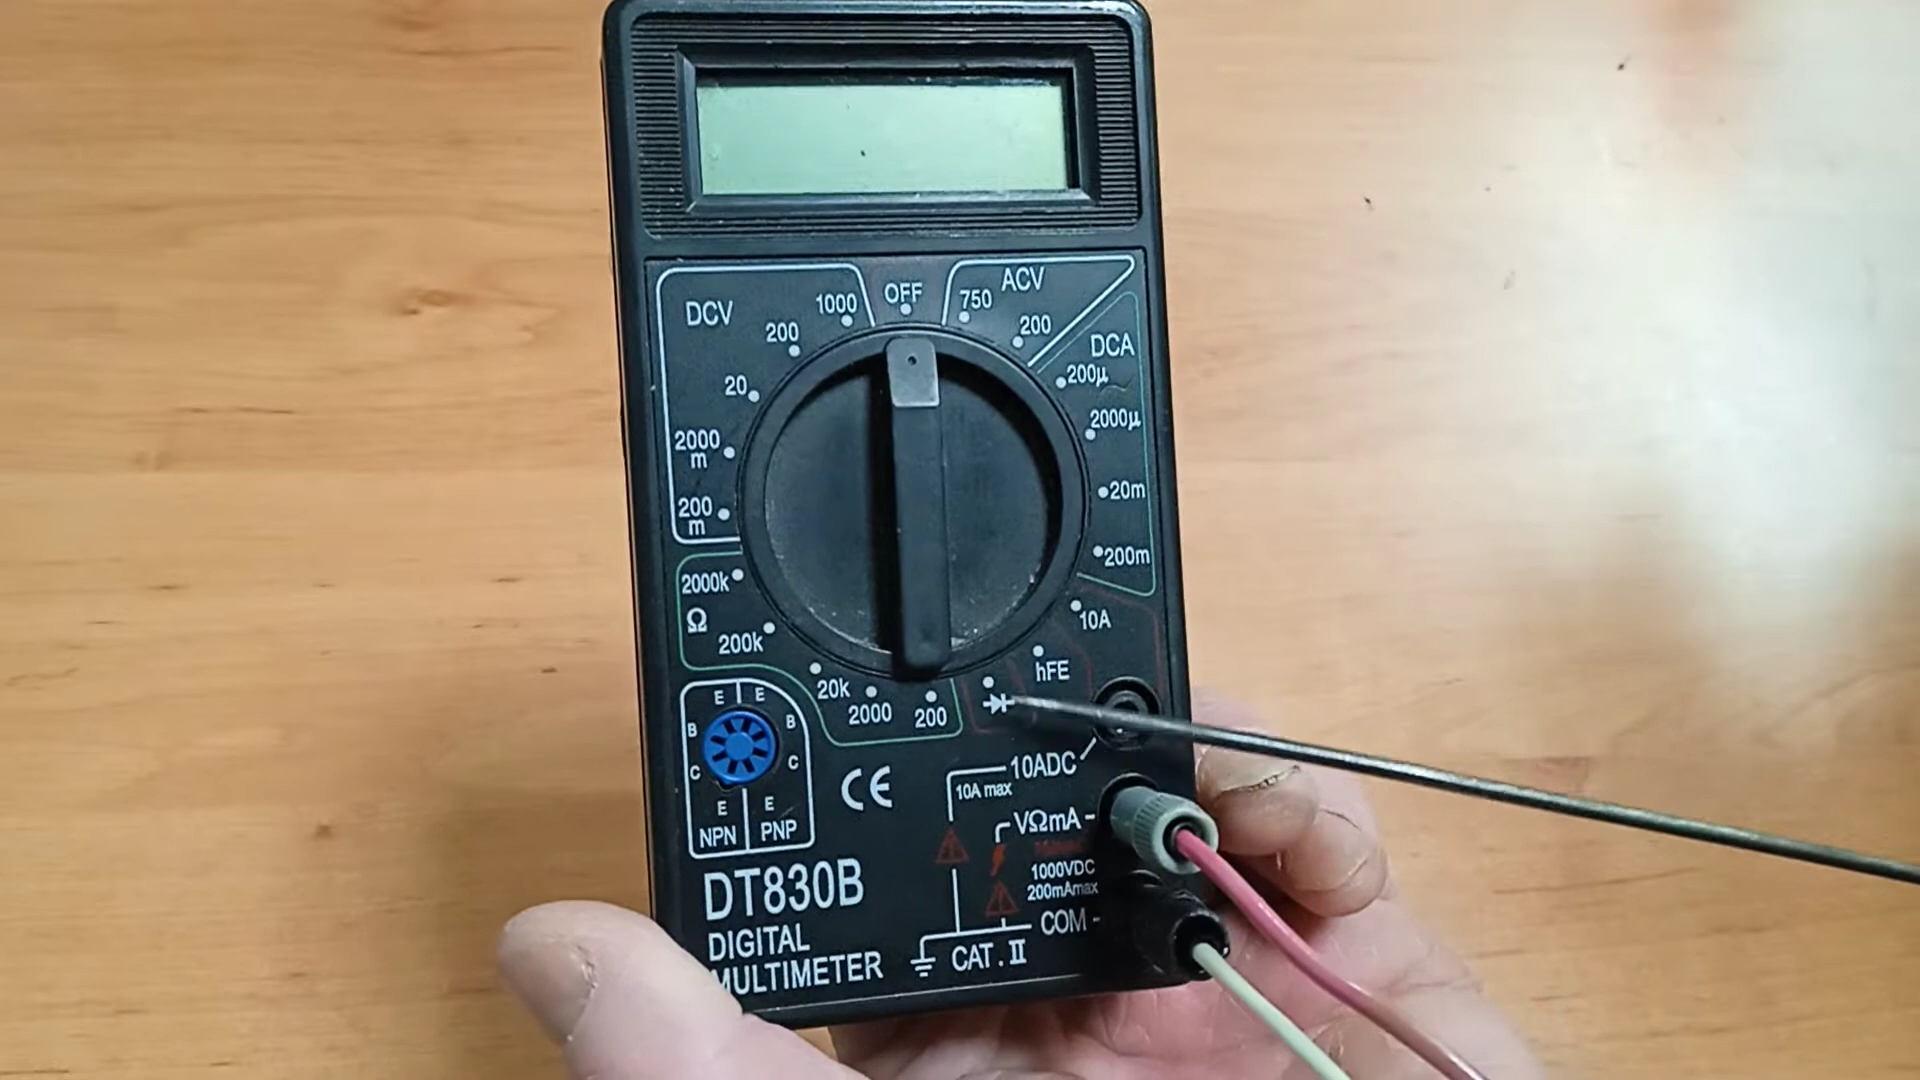 DCV
1000
OFF
750
ACV
200
200
DCA
20
200µ
2000
m
2000µ
200
m
20m
200m
2000k
Ω
10A
200k
hFE
20k
2000
200
E
E
B
B
C
C
E
E
NPN
PNP
CE
10ADC
10A max
VΩmA
1000VDC
200mAmax
COM
CAT. II
DT830B
DIGITAL
MULTIMETER